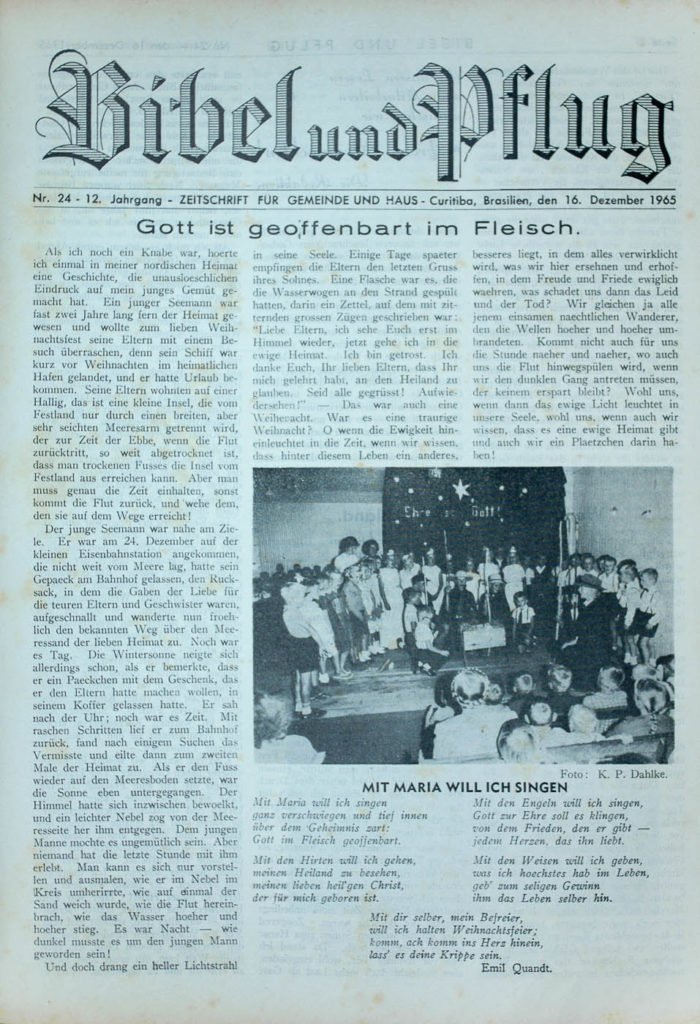 Bibel und Pflug
Nr. 24 - 12. Jahrgang - ZEITSCHRIFT FÜR GEMEINDE UND HAUS - Curitiba, Brasilien, den 16. Dezember 1965
Gott ist geoffenbart im Fleisch.
Als ich noch ein Knabe war, hoerte
ich einmal in meiner nordischen Heimat
eine Geschichte, die unausloeschlichen
Eindruck auf mein junges Gemüt ge-
macht hat. Ein junger Seemann war
fast zwei Jahre lang fern der Heimat ge-
wesen und wollte zum lieben Weih-
nachtsfest seine Eltern mit einem Be-
such überraschen, denn sein Schiff war
kurz vor Weihnachten im heimatlichen
Hafen gelandet, und er hatte Urlaub be-
kommen. Seine Eltern wohnten auf einer
Hallig, das ist eine kleine Insel, die vom
Festland nur durch einen breiten, aber
sehr seichten Meeresarm getrennt wird,
der zur Zeit der Ebbe, wenn die Flut
zurücktritt, so weit abgetrocknet ist,
dass man trockenen Fusses die Insel vom
Festland aus erreichen kann. Aber man
muss genau die Zeit einhalten, sonst
kommt die Flut zurück, und wehe dem,
den sie auf dem Wege erreicht!
Der junge Seemann war nahe am Zie-
le. Er war am 24. Dezember auf der
kleinen Eisenbahnstation angekommen,
die nicht weit vom Meere lag, hatte sein
Gepaeck am Bahnhof gelassen, den Ruck-
sack, in dem die Gaben der Liebe für
die teuren Eltern und Geschwister waren,
aufgeschnallt und wanderte nun froeh-
lich den bekannten Weg über den Mee-
ressand der lieben Heimat zu. Noch war
es Tag. Die Wintersonne neigte sich
allerdings schon, als er bemerkte, dass
er ein Paeckchen mit dem Geschenk, das
er den Eltern hatte machen wollen, in
seinem Koffer gelassen hatte. Er sah
nach der Uhr; noch war es Zeit. Mit
raschen Schritten lief er zum Bahnhof
zurück, fand nach einigem Suchen das
Vermisste und eilte dann zum zweiten
Male der Heimat zu. Als er den Fuss
wieder auf den Meeresboden setzte, war
die Sonne eben untergegangen. Der
Himmel hatte sich inzwischen bewoelkt,
und ein leichter Nebel zog von der Mee-
resseite her ihm entgegen. Dem jungen
Manne mochte es ungemütlich sein. Aber
niemand hat die letzte Stunde mit ihm
erlebt. Man kann es sich nur vorstel-
len und ausmalen, wie er im Nebel im
Kreis umherirrte, wie auf einmal der
Sand weich wurde, wie die Flut herein-
brach, wie das Wasser hoeher und
hoeher stieg. Es war Nacht — wie
dunkel musste es um den jungen Mann
geworden sein!
Und doch drang ein heller Lichtstrahl
in seine Seele. Einige Tage spaeter
empfingen die Eltern den letzten Gruss
ihres Sohnes. Eine Flasche war es, die
die Wasserwogen an den Strand gespült
hatten, darin ein Zettel, auf dem mit zit-
ternden grossen Zügen geschrieben war:
"Liebe Eltern, ich sehe Euch erst im
Himmel wieder, jetzt gehe ich in die
ewige Heimat. Ich bin getrost. Ich
danke Euch, Ihr lieben Eltern, dass Ihr
mich gelehrt habt, an den Heiland zu
glauben. Seid alle gegrüsst! Aufwie-
dersehen!" — Das war auch eine
Weihnacht. War es eine traurige
Weihnacht? O wenn die Ewigkeit hin-
einleuchtet in die Zeit, wenn wir wissen,
dass hinter diesem Leben ein anderes,
besseres liegt, in dem alles verwirklicht
wird, was wir hier ersehnen und erhof-
fen, in dem Freude und Friede ewiglich
waehren, was schadet uns dann das Leid
und der Tod? Wir gleichen ja alle
jenem einsamen naechtlichen Wanderer,
den die Wellen hoeher und hoeher um-
brandeten. Kommt nicht auch für uns
die Stunde naeher und naeher, wo auch
uns die Flut hinwegspülen wird, wenn
wir den dunklen Gang antreten müssen,
der keinem erspart bleibt? Wohl uns,
wenn dann das ewige Licht leuchtet in
unsere Seele, wohl uns, wenn auch wir
wissen, dass es eine ewige Heimat gibt
und auch wir ein Plaetzchen darin ha-
ben!
Ehre sei Gott!
Foto: K. P. Dahlke.
MIT MARIA WILL ICH SINGEN
Mit Maria will ich singen
ganz verschwiegen und tief innen
über dem Geheimnis zart:
Gott im Fleisch geoffenbart.
Mit den Hirten will ich gehen,
meinen Heiland zu besehen,
meinen lieben heil'gen Christ,
der für mich geboren ist.
Mit den Engeln will ich singen,
Gott zur Ehre soll es klingen,
von dem Frieden, den er gibt —
jedem Herzen, das ihn liebt.
Mit den Weisen will ich geben,
was ich hoechstes hab im Leben,
geb' zum seligen Gewinn
ihm das Leben selber hin.
Mit dir selber, mein Befreier,
will ich halten Weihnachtsfeier;
komm, ach komm ins Herz hinein,
lass' es deine Krippe sein.
Emil Quandt.